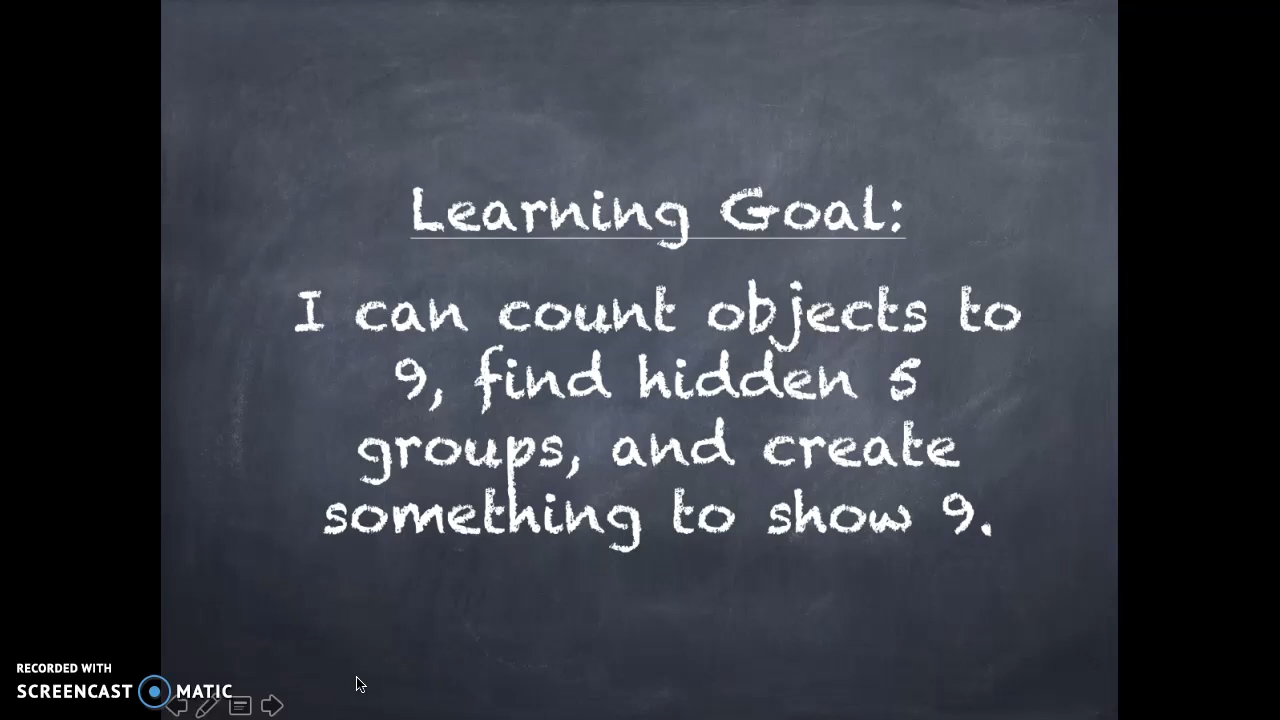 Learning Goal:
I can count objects to
9, find hidden 5
groups, and create
something to show 9.
RECORDED WITH
SCREENCAST MATIC